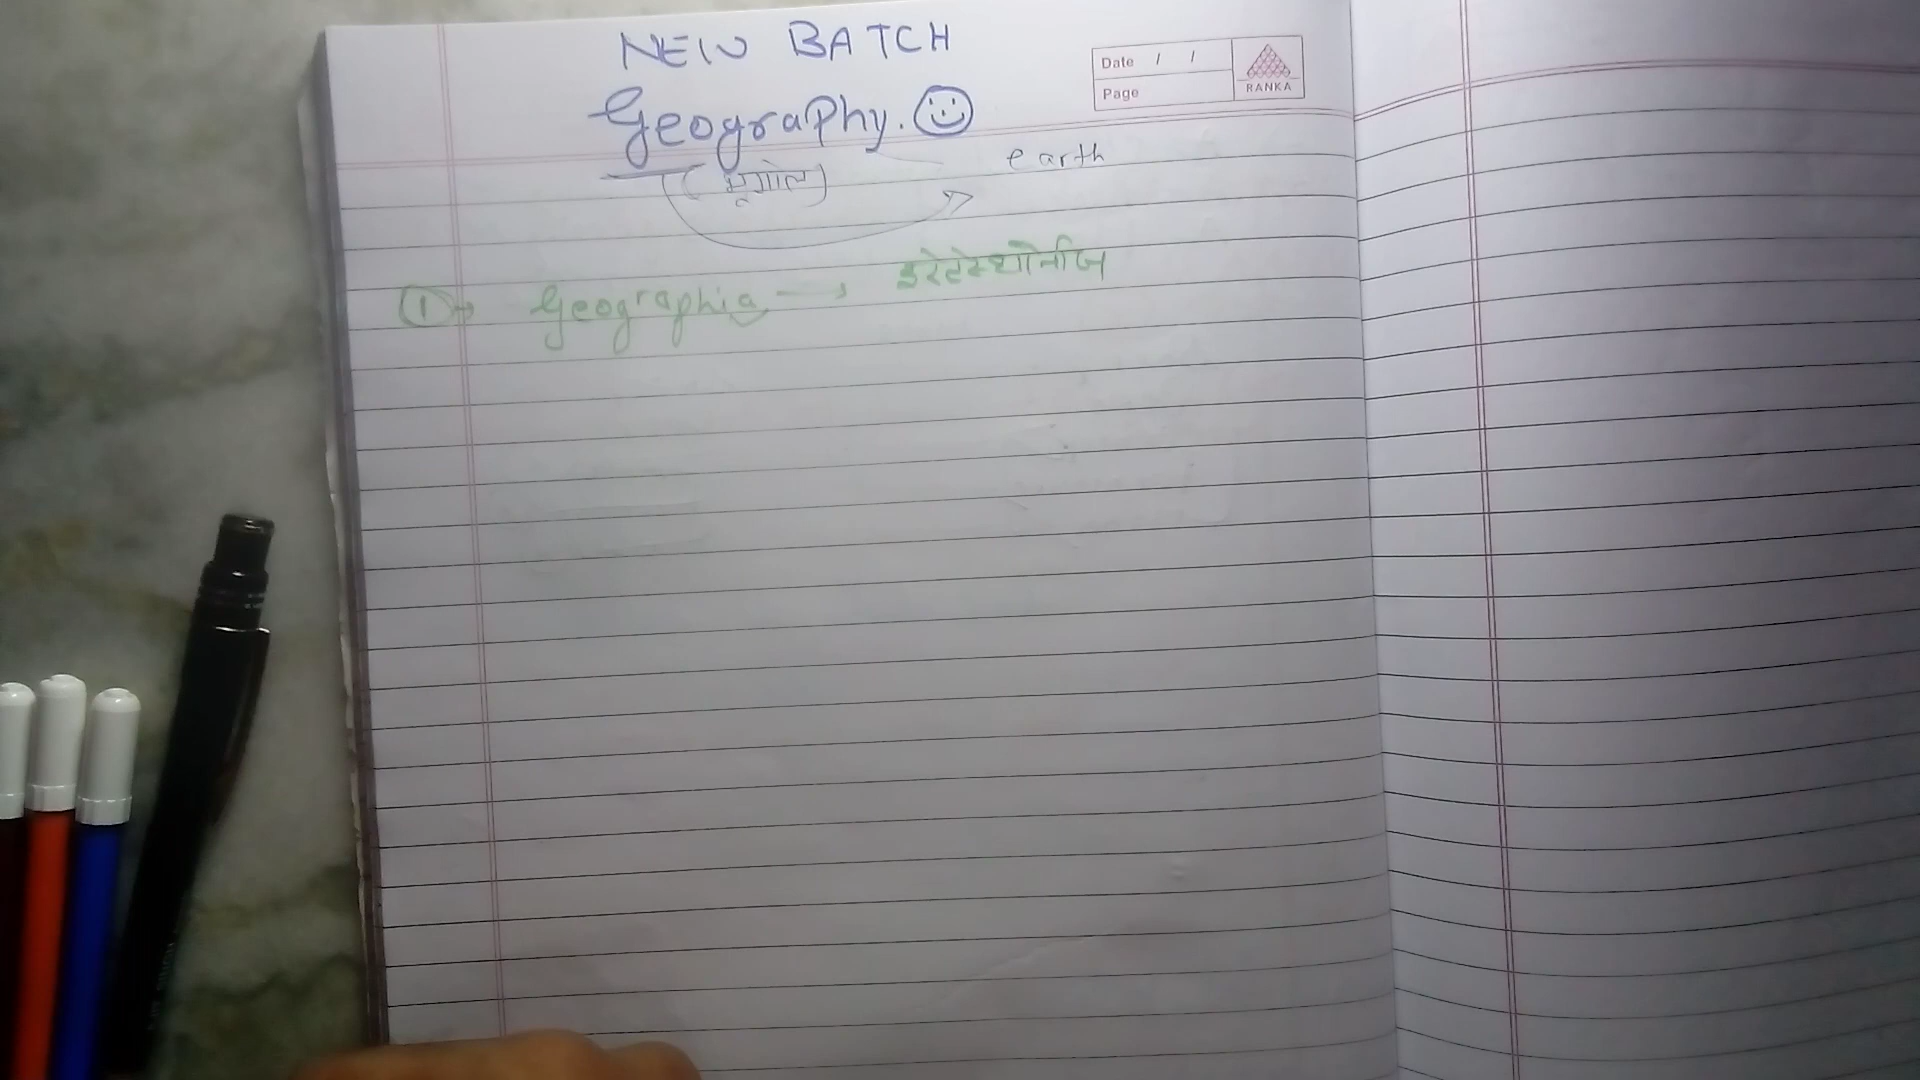 NEW BATCH
Geography.
Date / /
Page
RANKA
earth
(भूगोल)
① → Geographia → इरेटेस्थोनीज